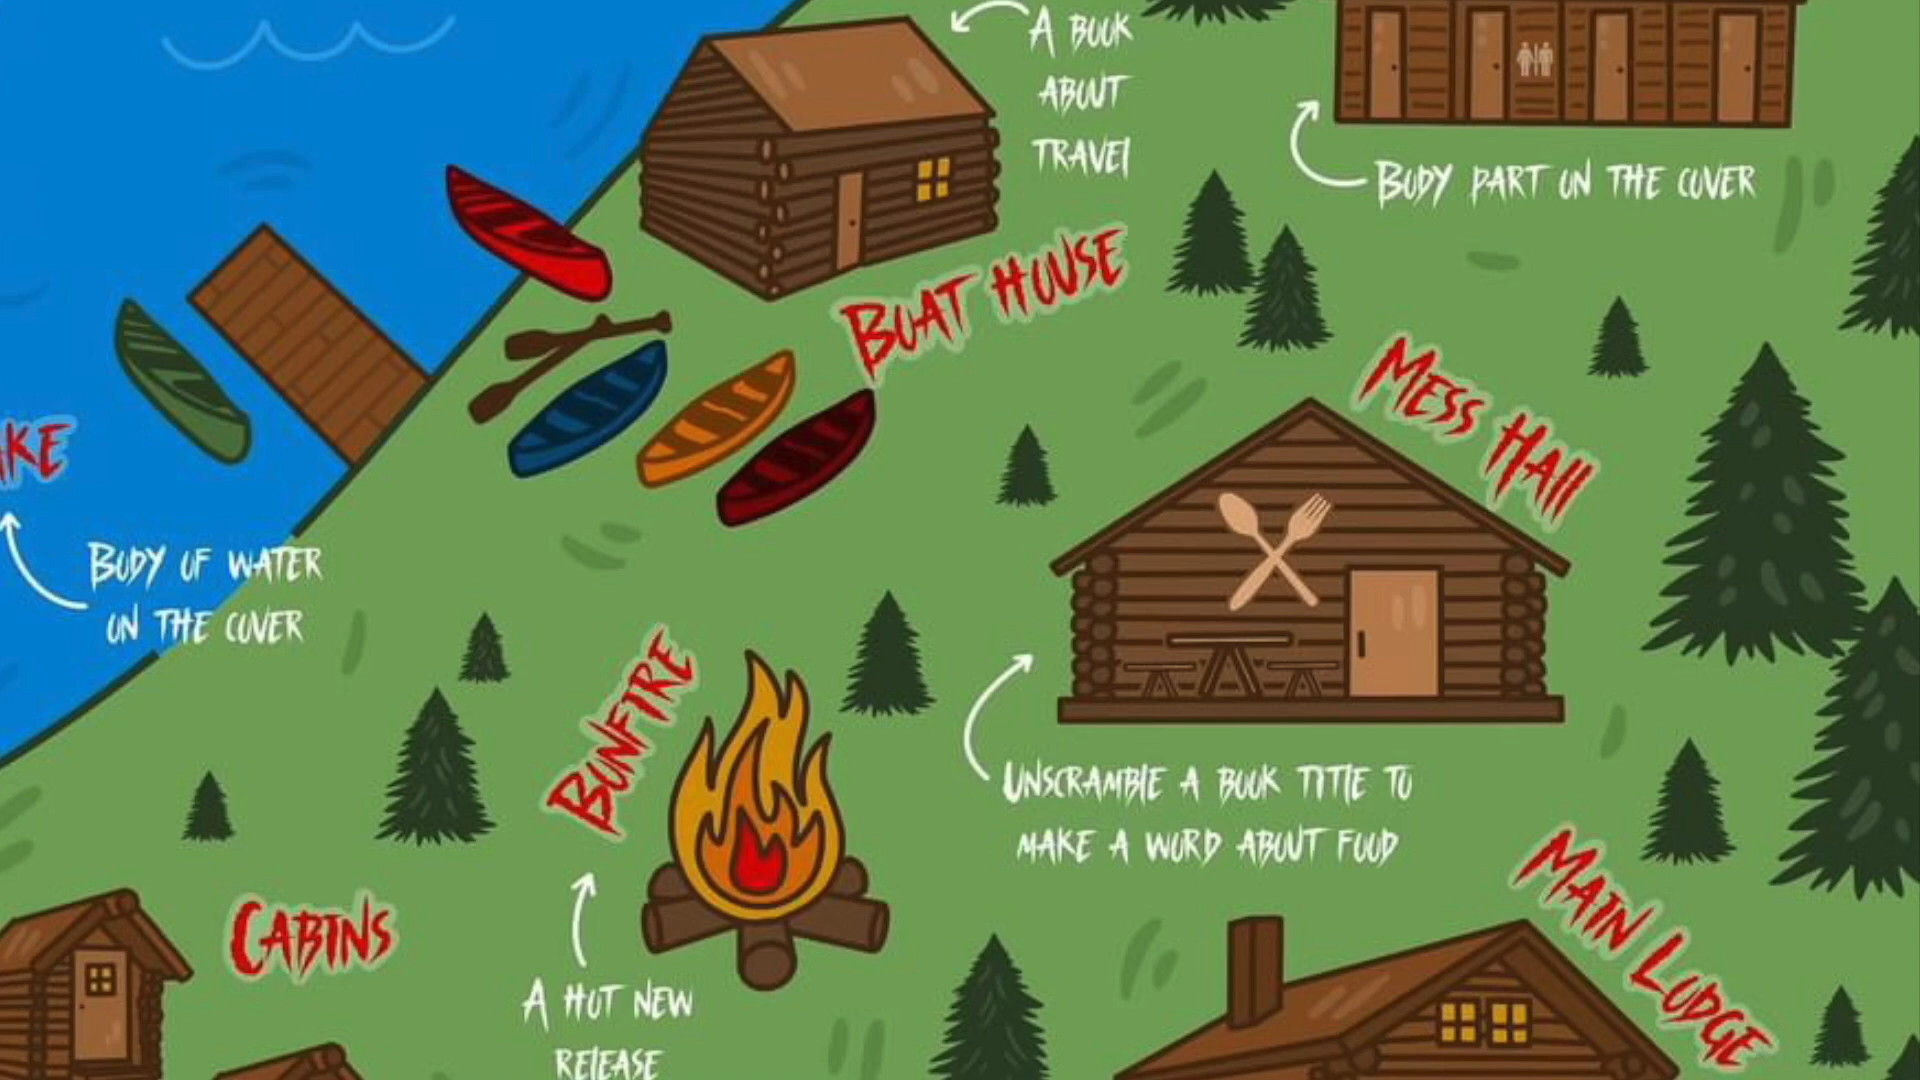 A BOOK
ABOUT
TRAVEL
BODY PART ON THE COVER
BOAT HOUSE
MESS HALL
AKE
BODY OF WATER
ON THE COVER
BONFIRE
UNSCRAMBLE A BOOK TITLE TO
MAKE A WORD ABOUT FOOD
CABINS
MAIN LODGE
A HOT NEW
RELEASE